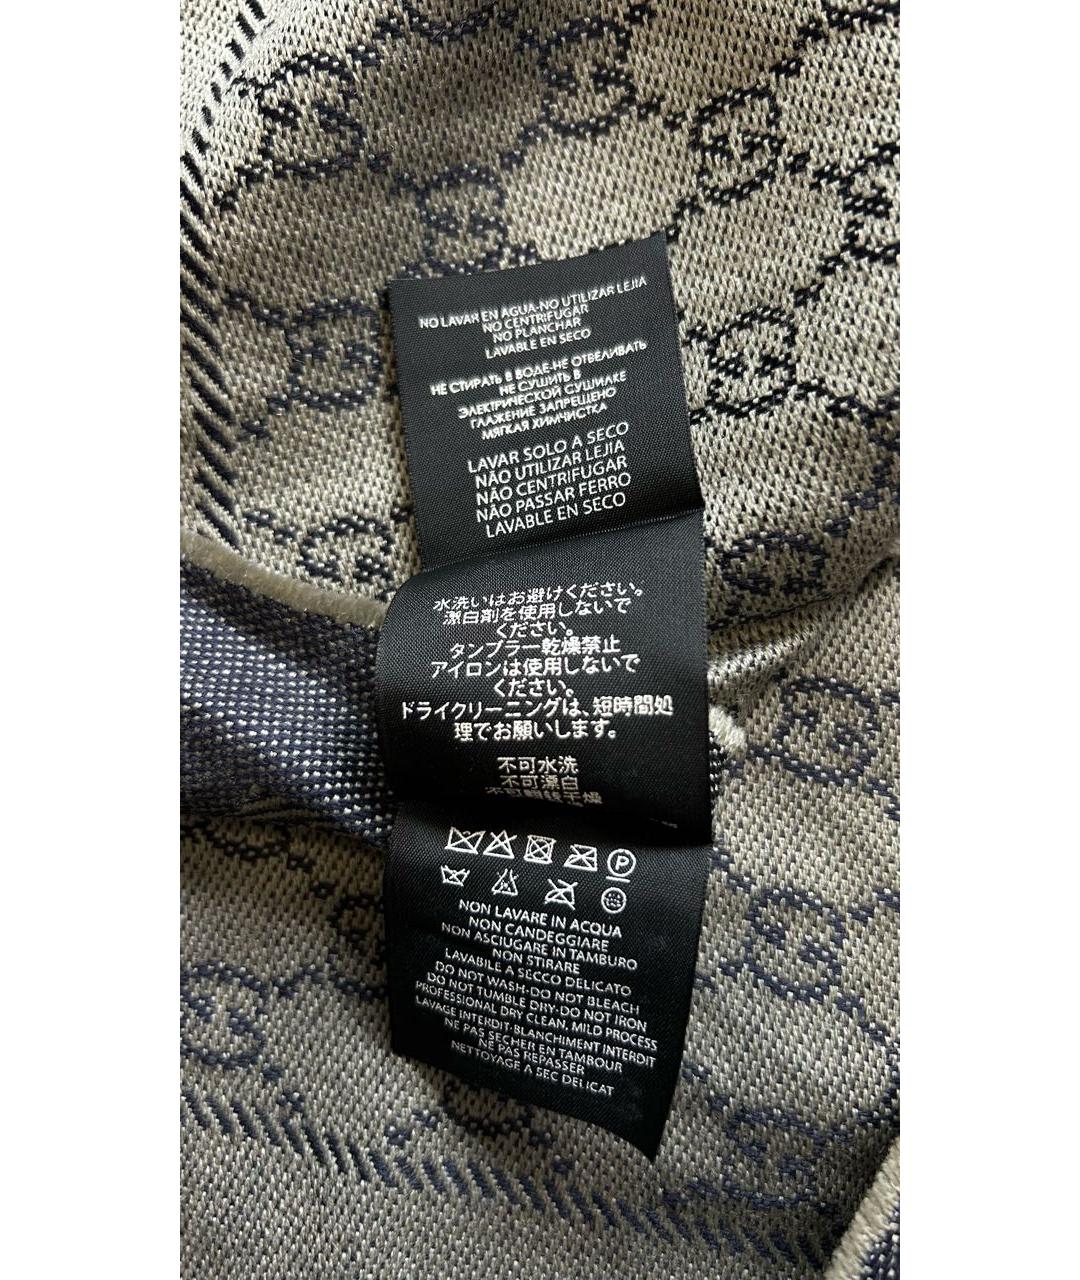 NO LAVAR EN AGUA-NO UTILIZAR LEJIA
NO CENTRIFUGAR
NO PLANCHAR
LAVABLE EN SECO
НЕ СТИРАТЬ В ВОДЕ-НЕ ОТБЕЛИВАТЬ
НЕ СУШИТЬ В
ЭЛЕКТРИЧЕСКОЙ СУШИЛКЕ
ГЛАЖЕНИЕ ЗАПРЕЩЕНО
МЯГКАЯ ХИМЧИСТКА
LAVAR SOLO A SECO
NÃO UTILIZAR LEJIA
NÃO CENTRIFUGAR
NÃO PASSAR FERRO
LAVABLE EN SECO
水洗いはお避けください。
漂白剤を使用しないで
ください。
タンブラー乾燥禁止
アイロンは使用しないで
ください。
ドライクリーニングは、短時間処
理でお願いします。
不可水洗
不可漂白
P
NON LAVARE IN ACQUA
NON CANDEGGIARE
NON ASCIUGARE IN TAMBURO
NON STIRARE
LAVABILE A SECCO DELICATO
DO NOT WASH-DO NOT BLEACH
DO NOT TUMBLE DRY-DO NOT IRON
PROFESSIONAL DRY CLEAN, MILD PROCESS
LAVAGE INTERDIT-BLANCHIMENT INTERDIT
NE PAS SECHER EN TAMBOUR
NE PAS REPASSER
NETTOYAGE A SEC DELICAT